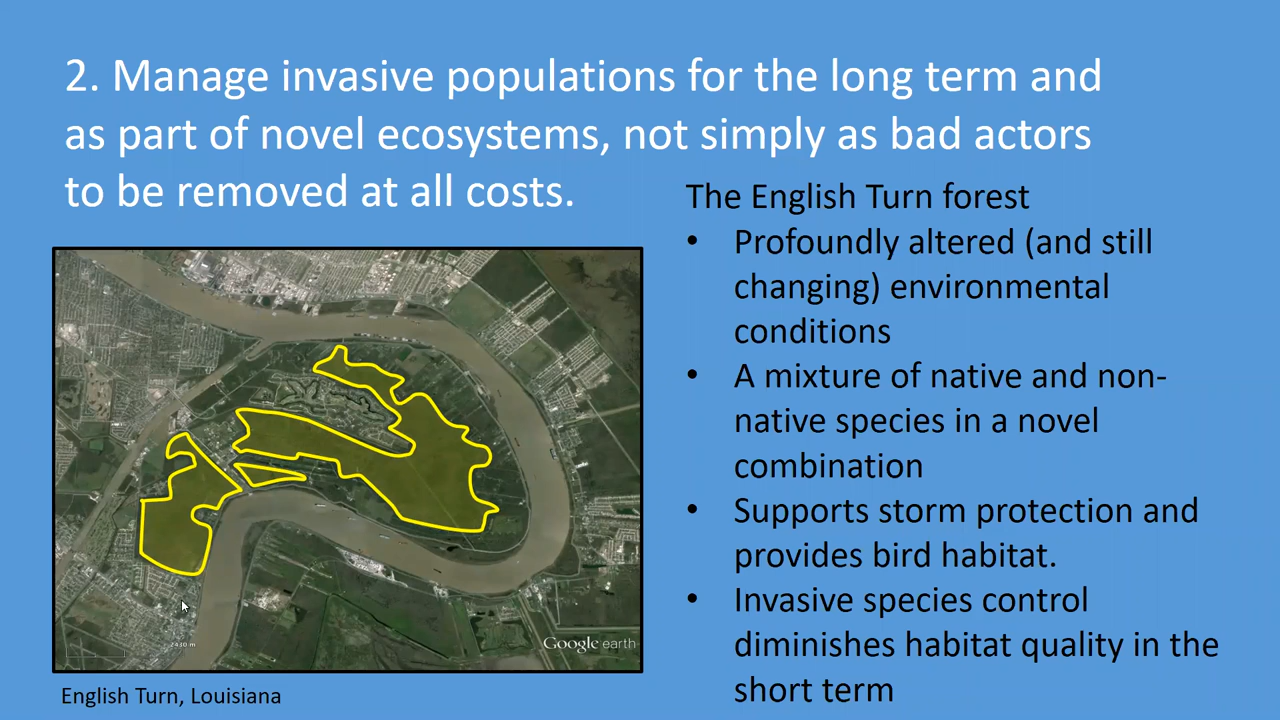 2. Manage invasive populations for the long term and
as part of novel ecosystems, not simply as bad actors
to be removed at all costs.
The English Turn forest
• Profoundly altered (and still
changing) environmental
conditions
• A mixture of native and non-
native species in a novel
combination
• Supports storm protection and
provides bird habitat.
• Invasive species control
diminishes habitat quality in the
short term
Google earth
English Turn, Louisiana